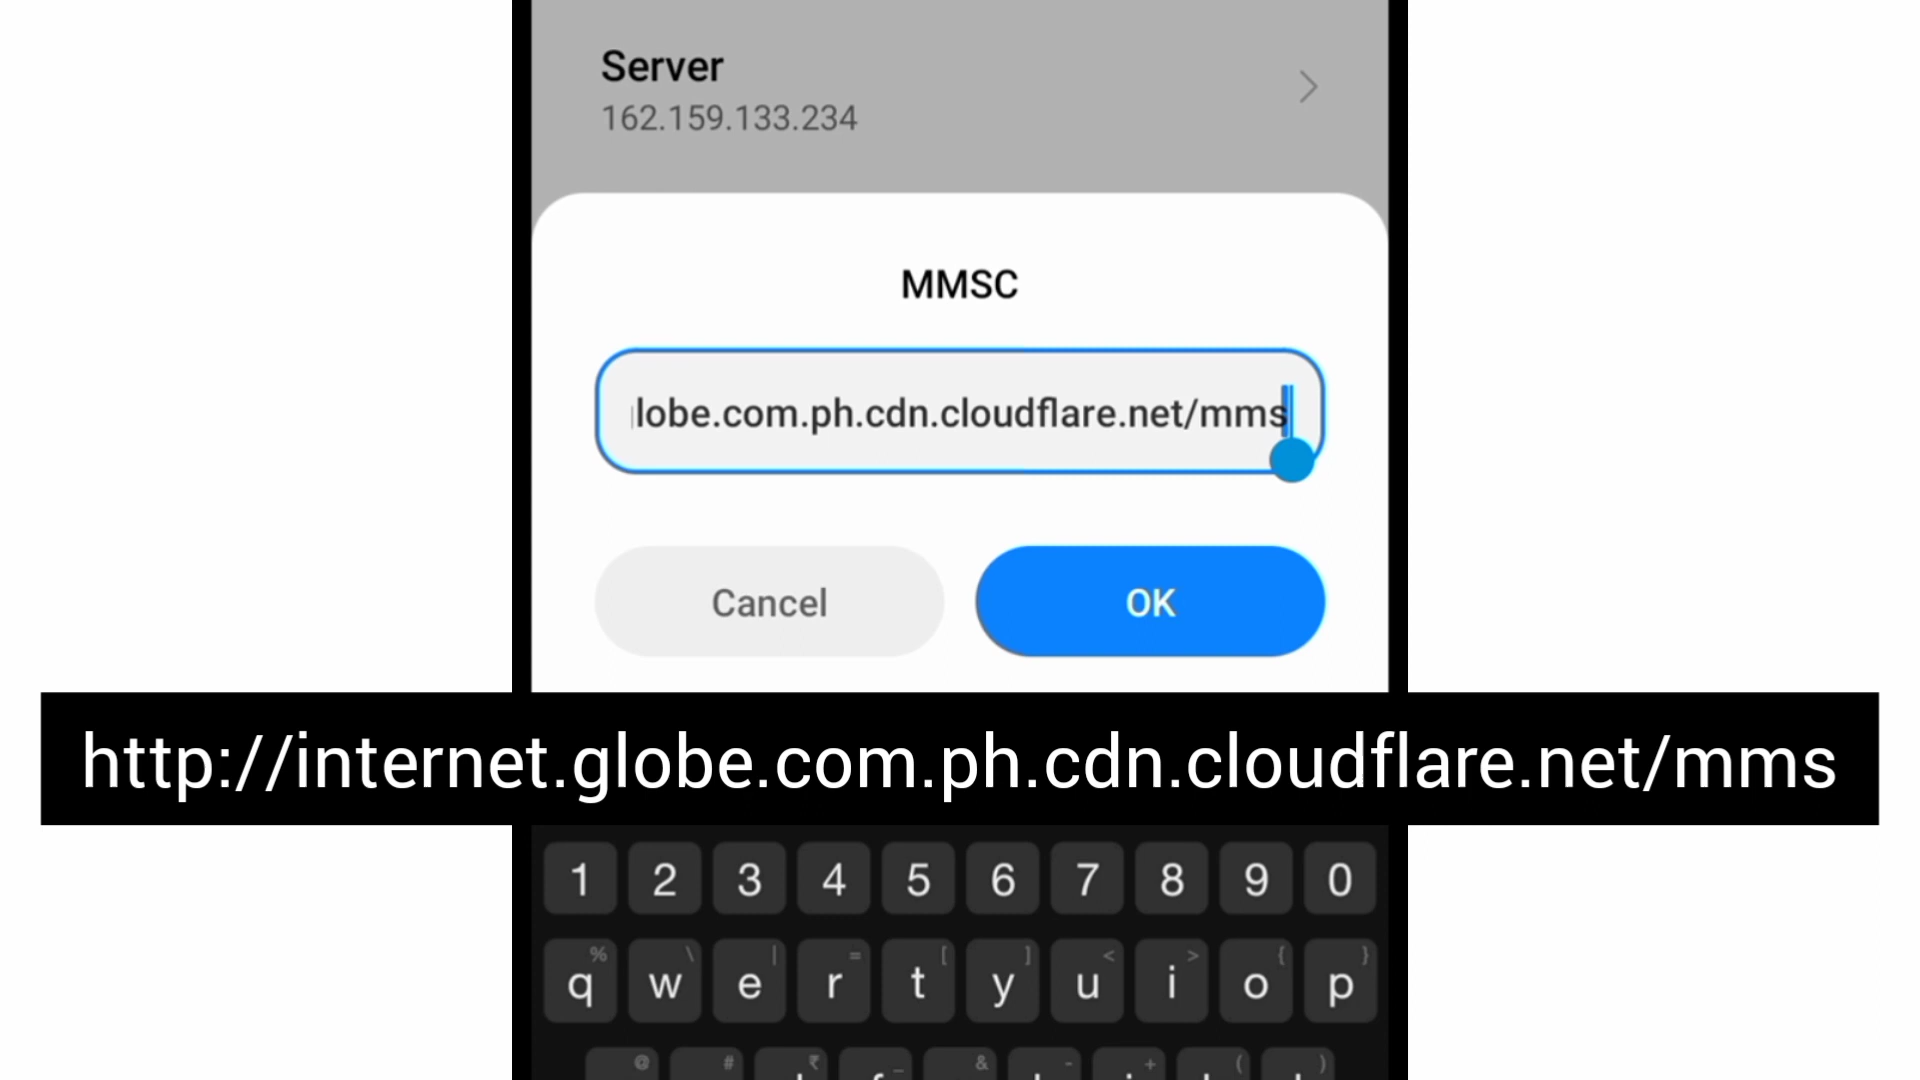 Server
162.159.133.234
MMSC
lobe.com.ph.cdn.cloudflare.net/mms
Cancel
OK
http://internet.globe.com.ph.cdn.cloudflare.net/mms
1 2 3 4 5 6 7 8 9 0
% \ | = [ ] < > { }
q w e r t y u i o p
@ # ₹ _ & - + ( )